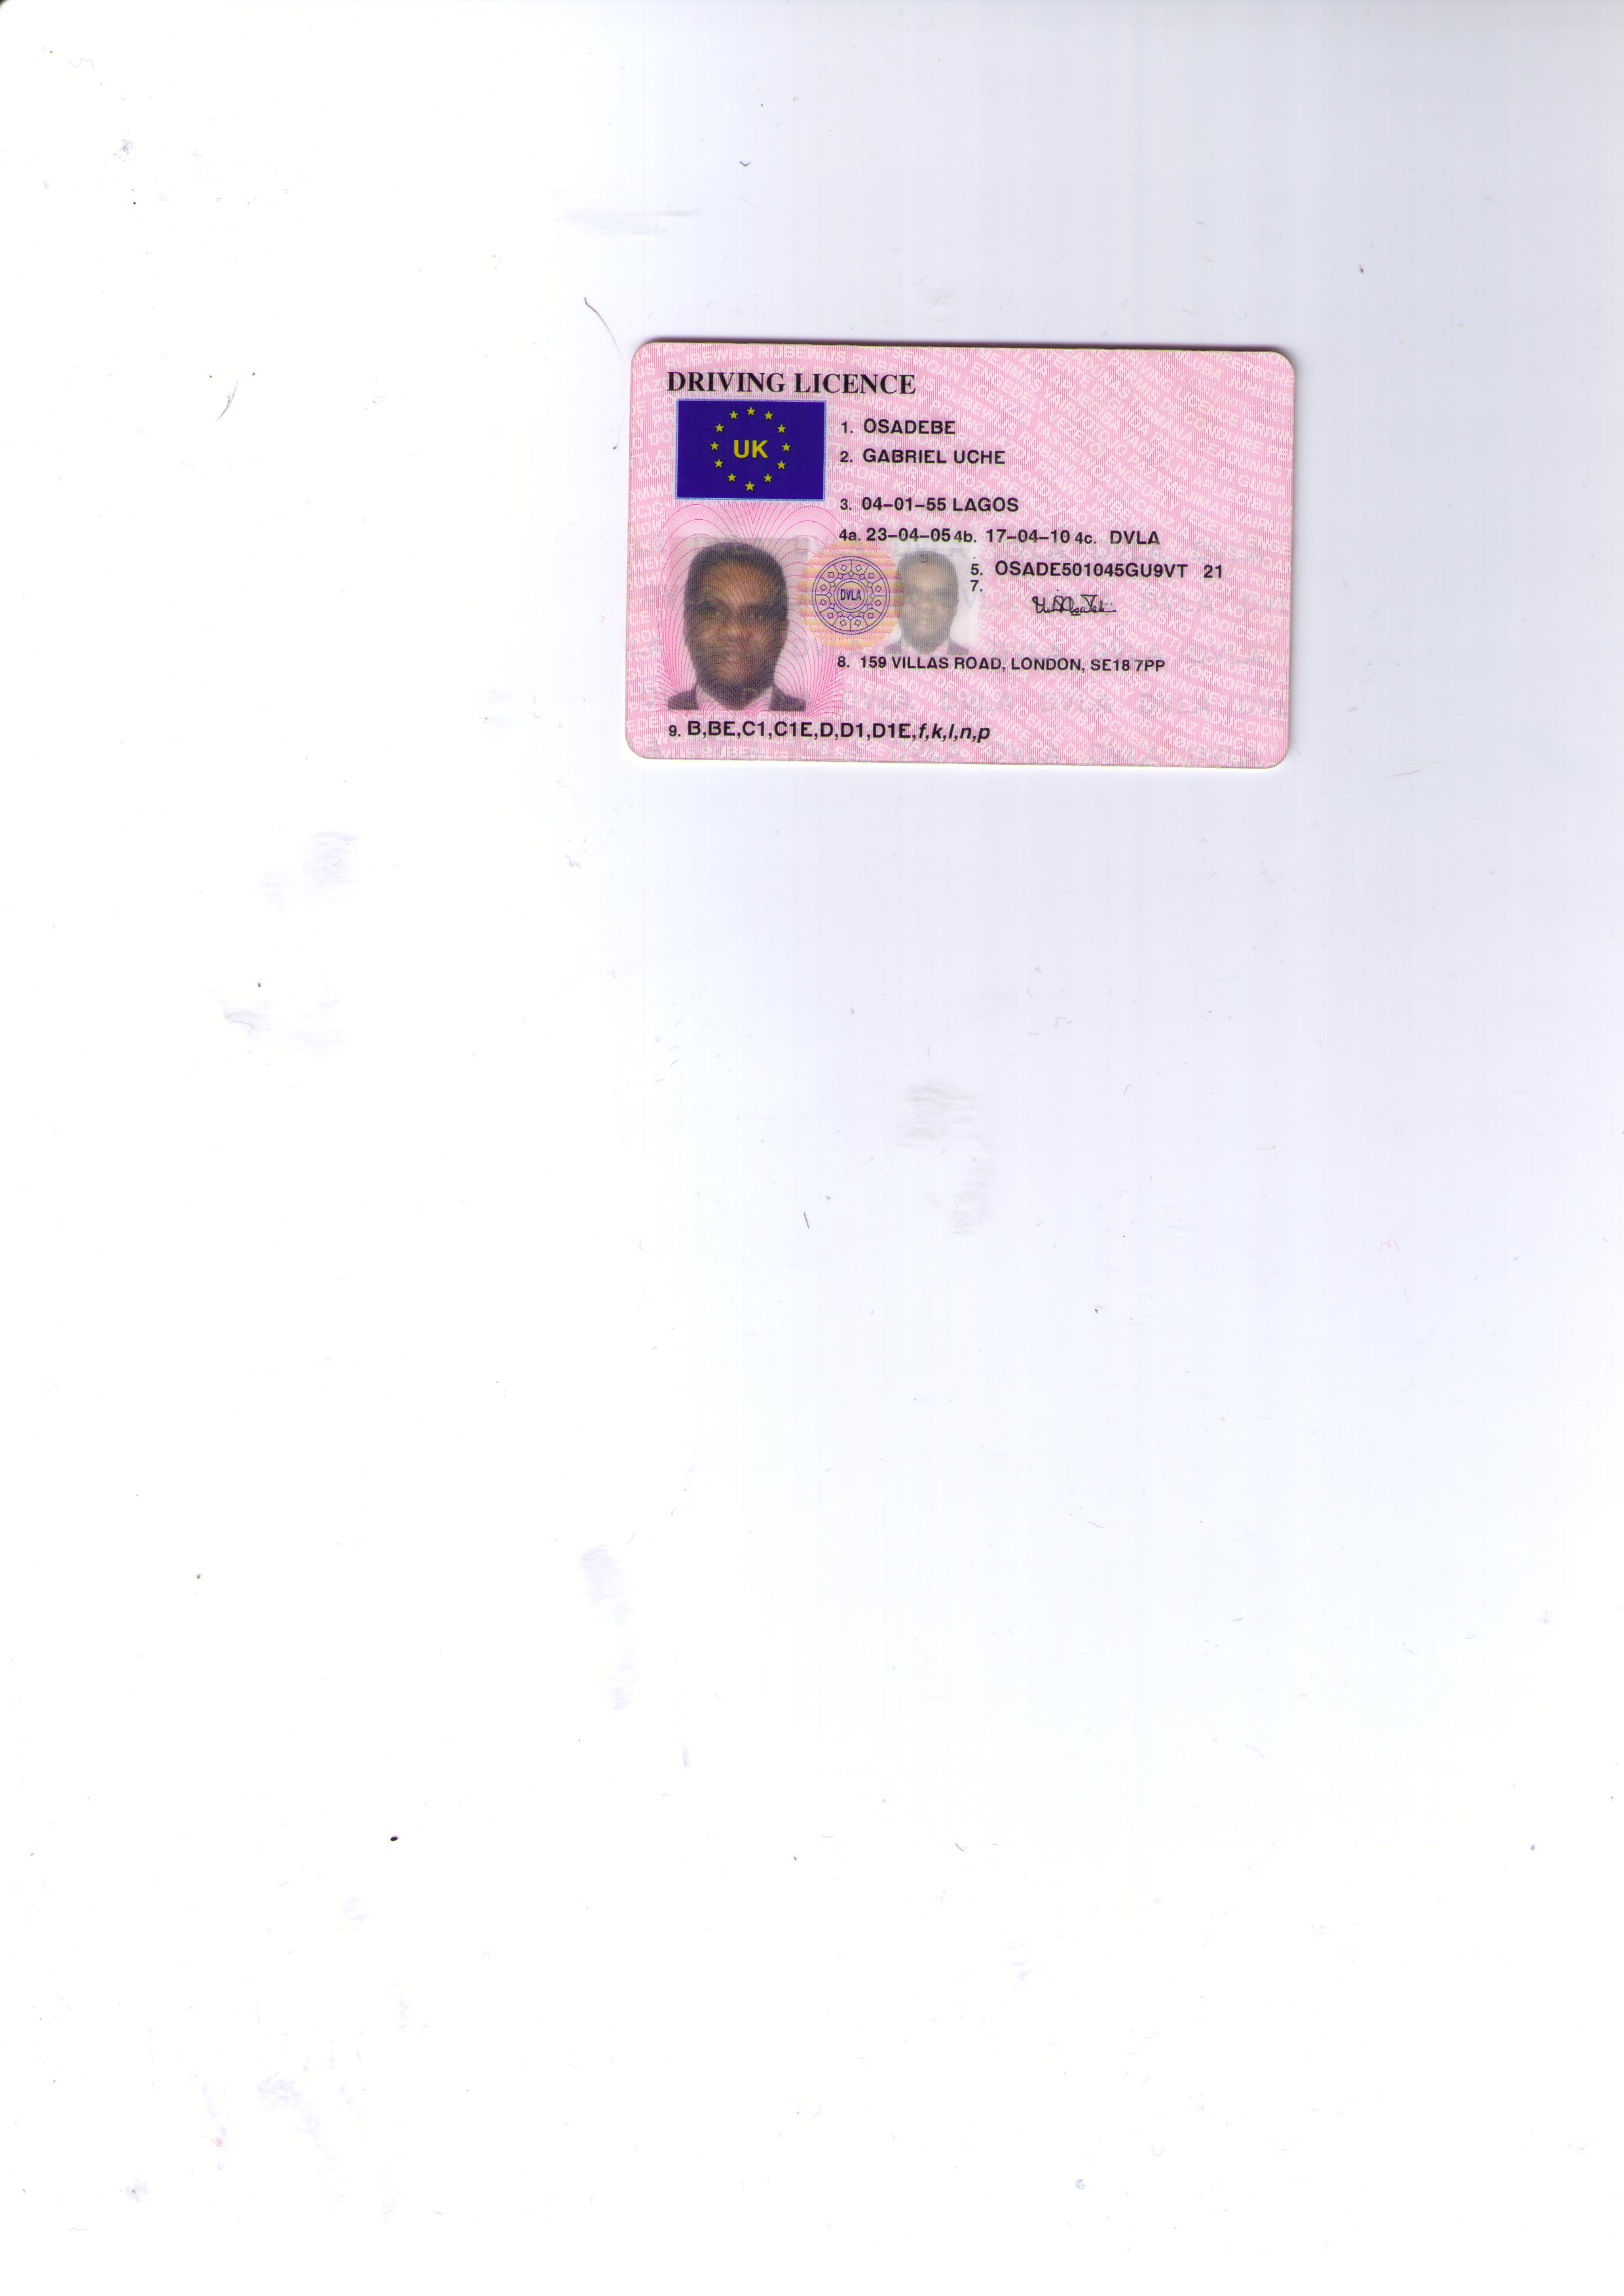 DRIVING LICENCE
UK
1. OSADEBE
2. GABRIEL UCHE
3. 04-01-55 LAGOS
4a. 23-04-05 4b. 17-04-10 4c. DVLA
5. OSADE501045GU9VT 21
7.
DVLA
8. 159 VILLAS ROAD, LONDON, SE18 7PP
9. B,BE,C1,C1E,D,D1,D1E,f,k,l,n,p